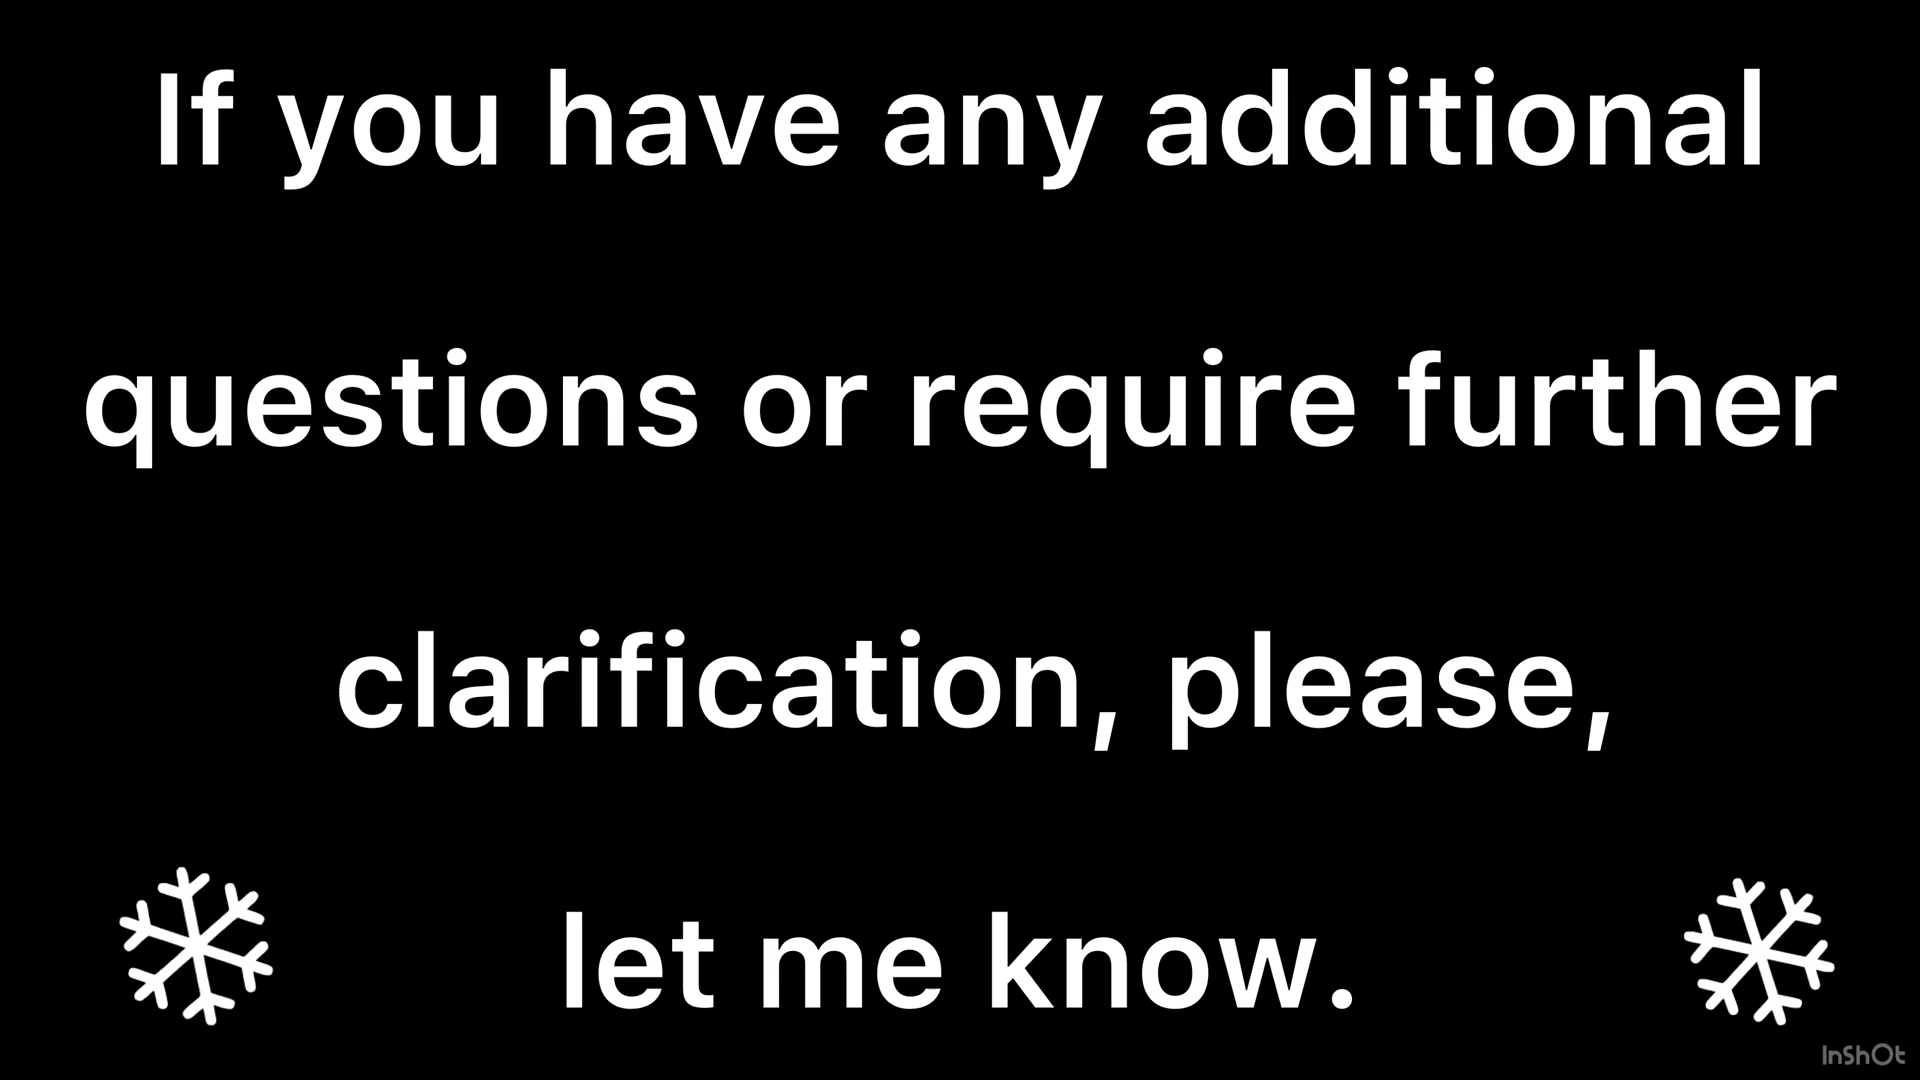 If you have any additional
questions or require further
clarification, please,
let me know.
InShOt